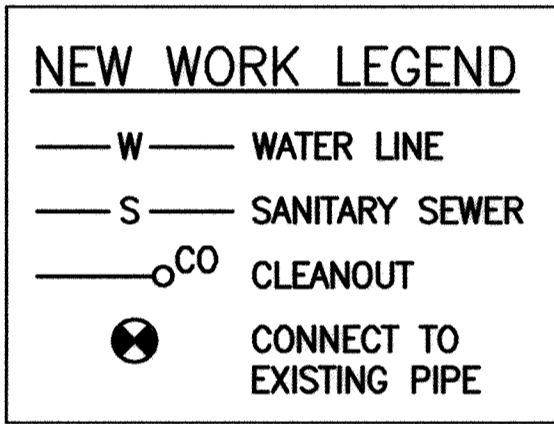 NEW WORK LEGEND
W WATER LINE
S SANITARY SEWER
CO CLEANOUT
CONNECT TO
EXISTING PIPE